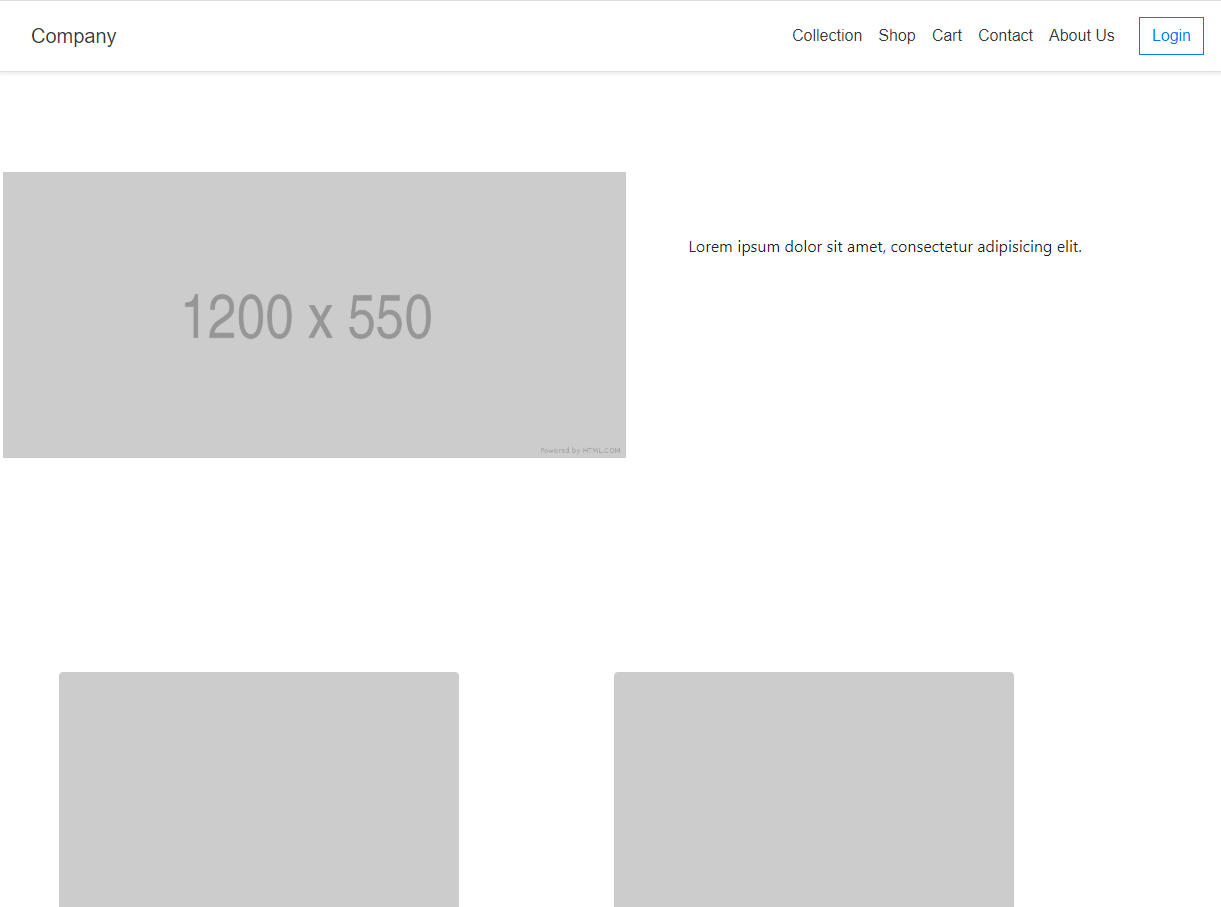 Company
Collection Shop Cart Contact About Us Login
1200 x 550
Lorem ipsum dolor sit amet, consectetur adipisicing elit.
Powered by HTML.COM